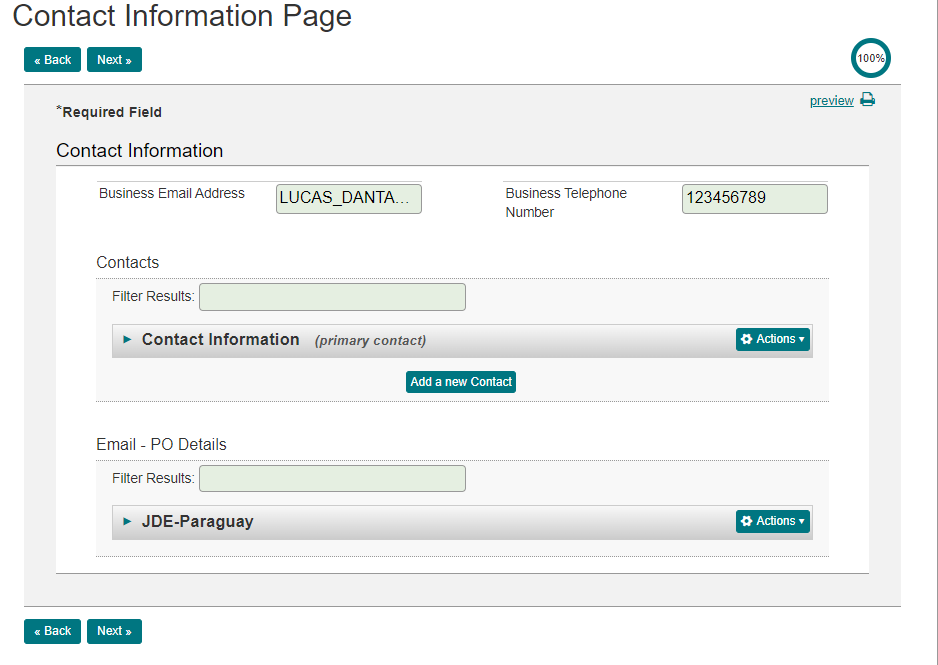 Contact Information Page
« Back Next »
100%
preview
*Required Field
Contact Information
Business Email Address LUCAS_DANTA... Business Telephone Number 123456789
Contacts
Filter Results:
Contact Information (primary contact) Actions
Add a new Contact
Email - PO Details
Filter Results:
JDE-Paraguay Actions
« Back Next »